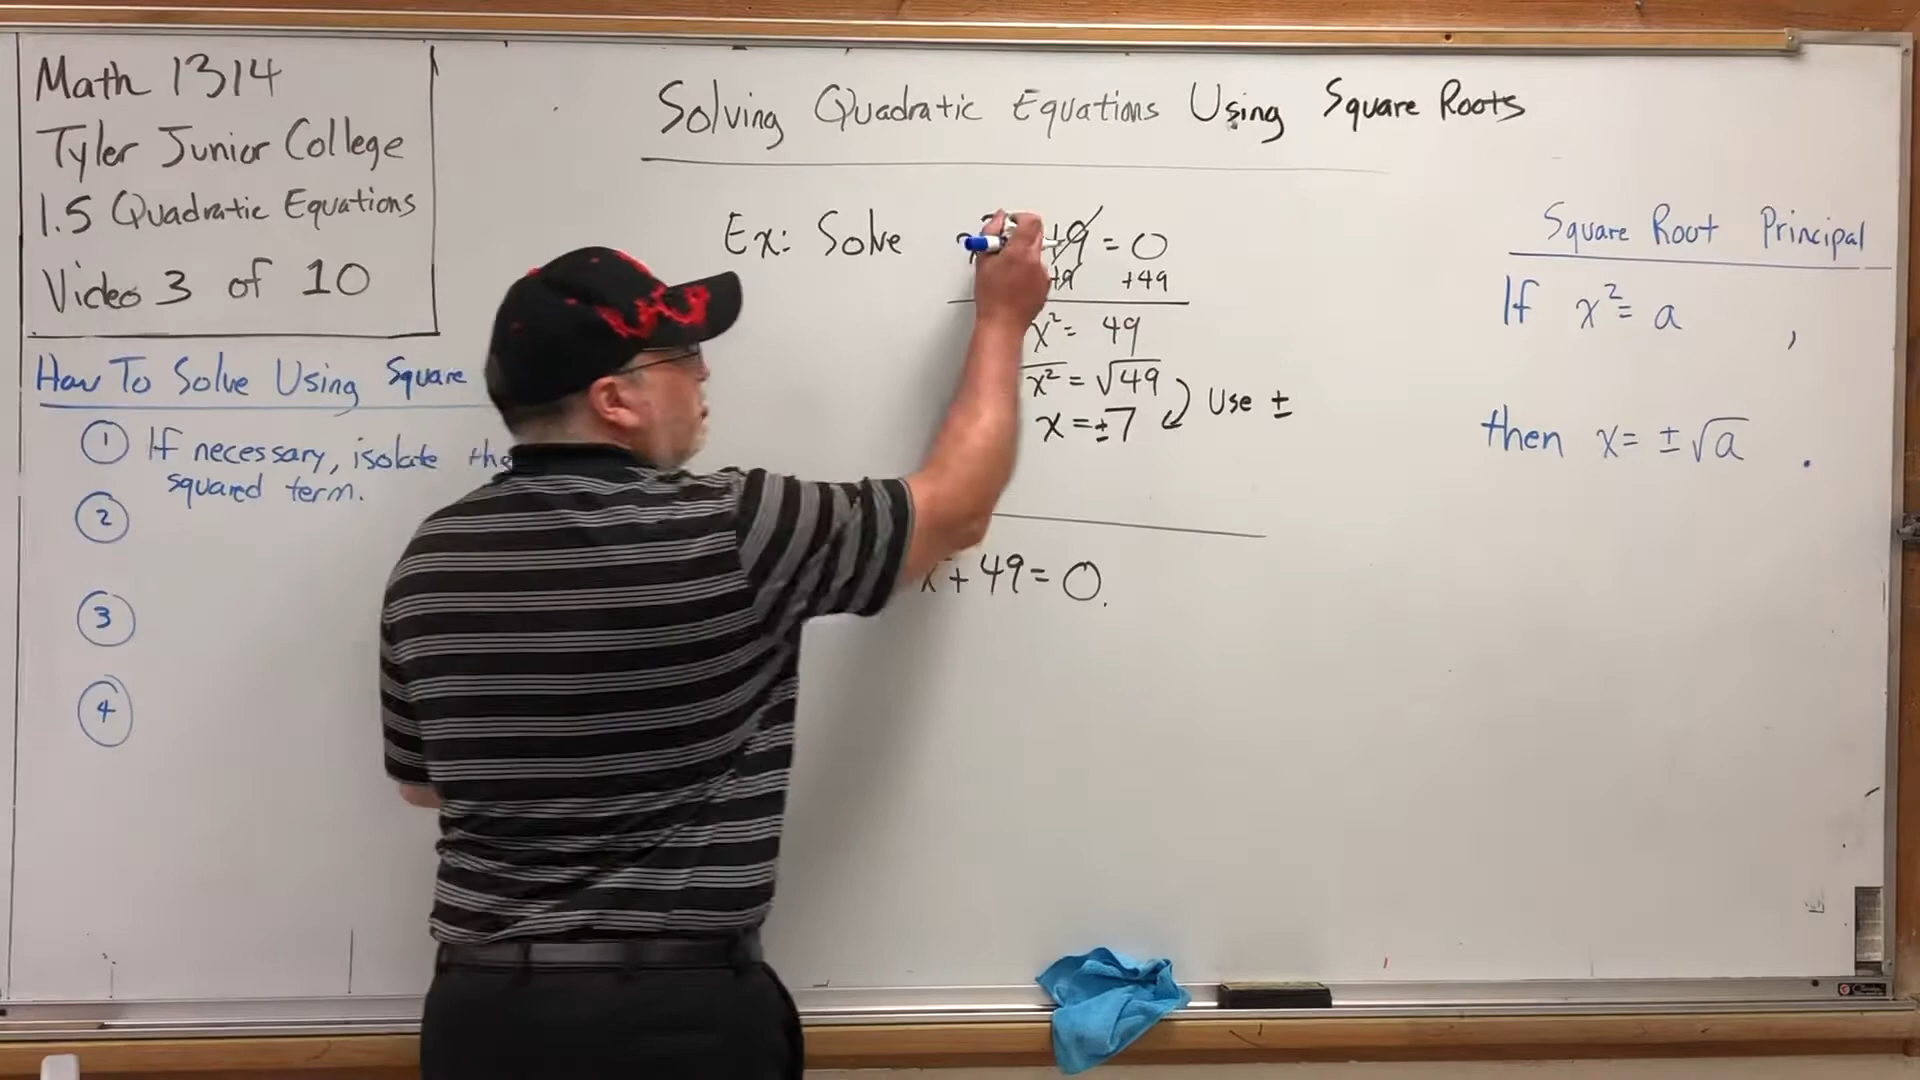 Math 1314
Tyler Junior College
1.5 Quadratic Equations
Video 3 of 10
How To Solve Using Square
1 If necessary, isolate the
squared term.
2
3
4
Solving Quadratic Equations Using Square Roots
Ex: Solve = 0
+49
x² = 49
x² = √49
Use ±
x = ±7
x + 49 = 0.
Square Root Principal
If x² = a ,
then x = ±√a .